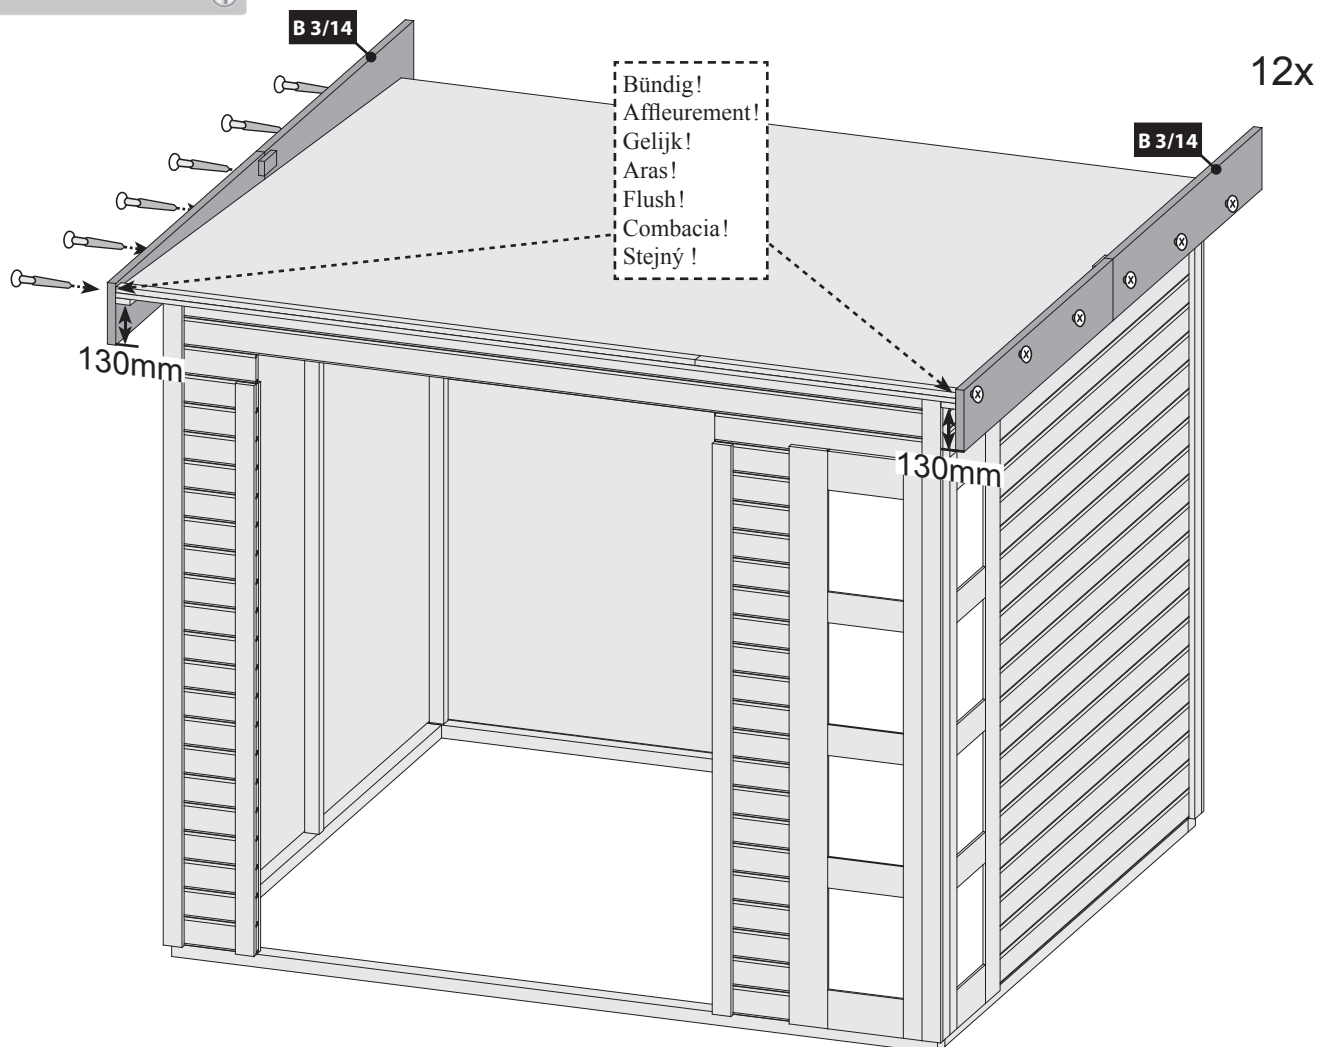 B 3/14
12x
Bündig!
Affleurement!
Gelijk!
Aras!
Flush!
Combacia!
Stejný !
B 3/14
130mm
130mm